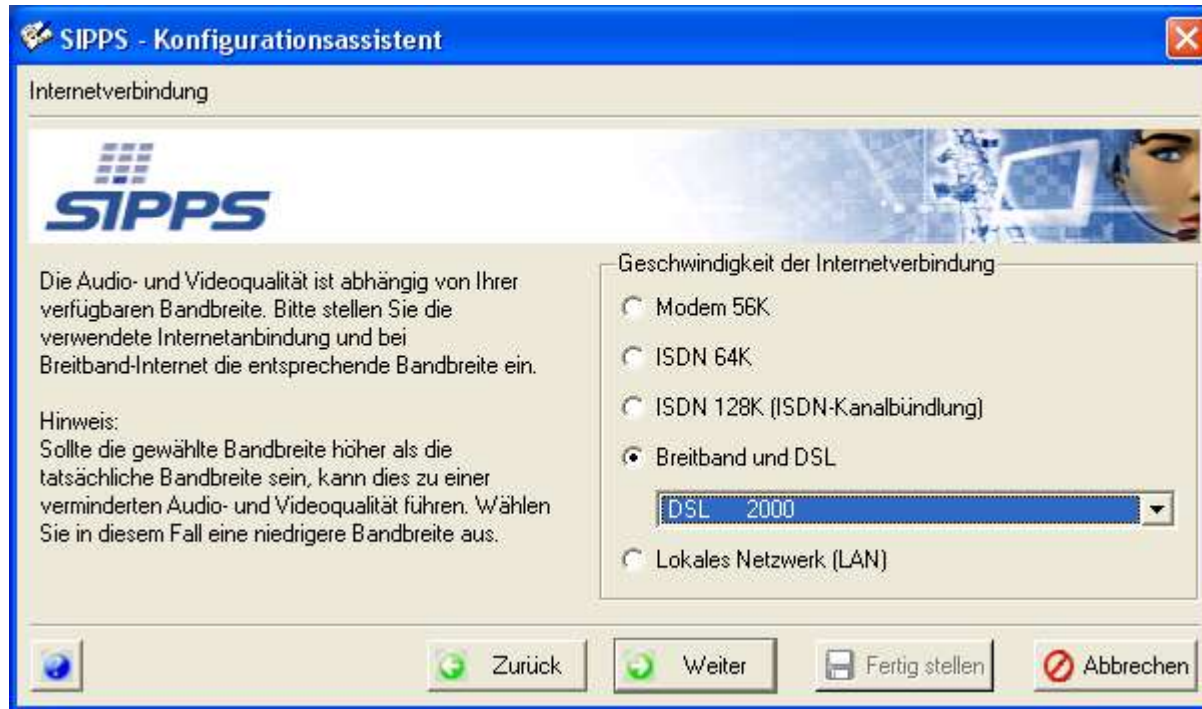 SIPPS - Konfigurationsassistent
Internetverbindung
SIPPS
Die Audio- und Videoqualität ist abhängig von Ihrer
verfügbaren Bandbreite. Bitte stellen Sie die
verwendete Internetanbindung und bei
Breitband-Internet die entsprechende Bandbreite ein.
Hinweis:
Sollte die gewählte Bandbreite höher als die
tatsächliche Bandbreite sein, kann dies zu einer
verminderten Audio- und Videoqualität führen. Wählen
Sie in diesem Fall eine niedrigere Bandbreite aus.
Geschwindigkeit der Internetverbindung
Modem 56K
ISDN 64K
ISDN 128K (ISDN-Kanalbündlung)
Breitband und DSL
DSL 2000
Lokales Netzwerk (LAN)
Zurück
Weiter
Fertig stellen
Abbrechen